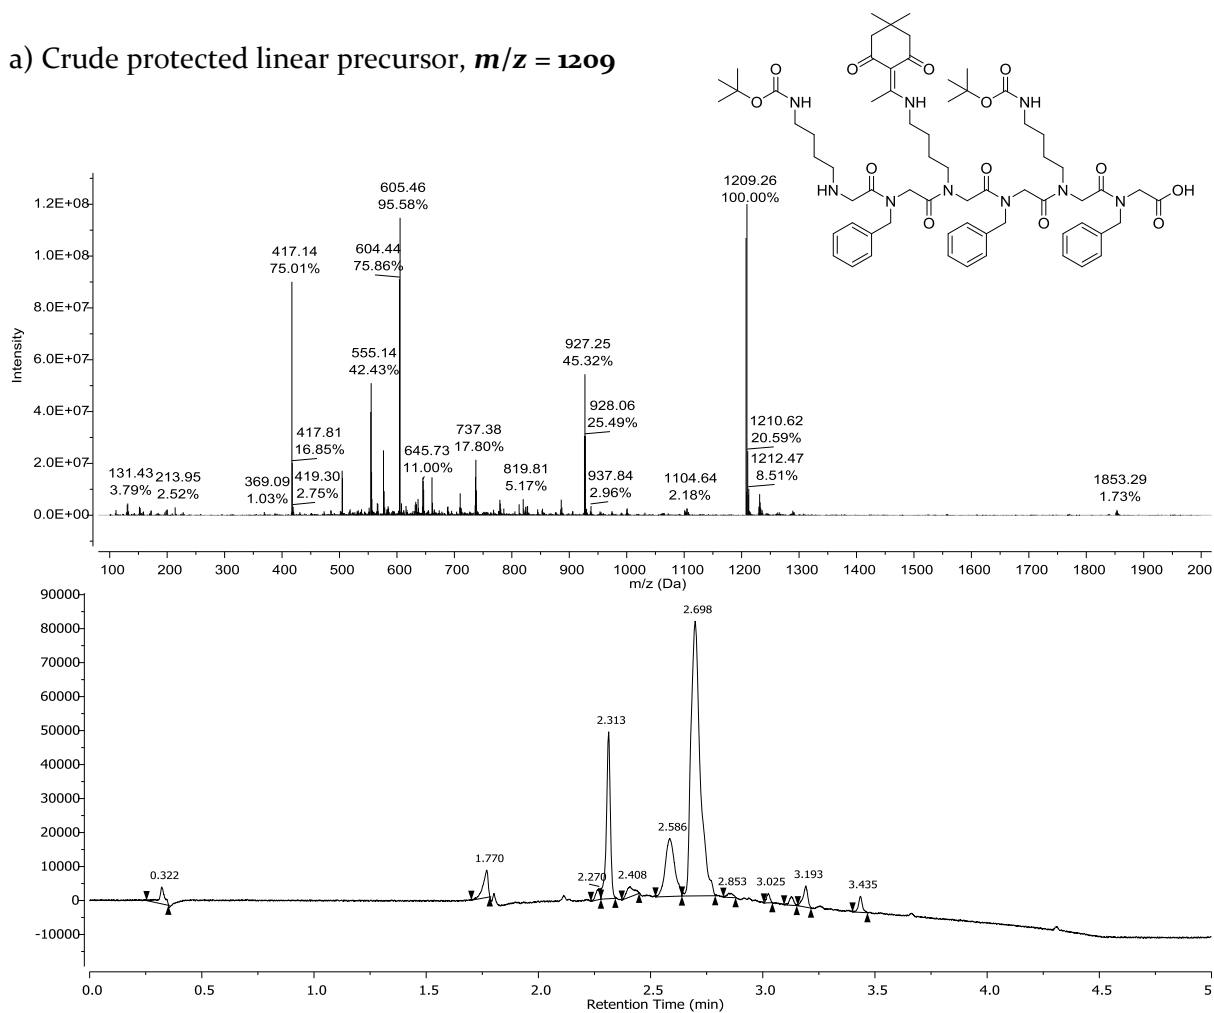 a) Crude protected linear precursor, m/z = 1209
O
O
O
NH
O
O
NH
O
O
NH
HN
O
N
O
N
O
N
O
N
O
N
O
OH
1209.26
100.00%
605.46
95.58%
604.44
75.86%
417.14
75.01%
555.14
42.43%
927.25
45.32%
928.06
25.49%
1210.62
20.59%
1212.47
8.51%
417.81
16.85%
645.73
11.00%
737.38
17.80%
131.43
3.79%
213.95
2.52%
369.09
1.03%
419.30
2.75%
819.81
5.17%
937.84
2.96%
1104.64
2.18%
1853.29
1.73%
1.2E+08
1.0E+08
8.0E+07
6.0E+07
4.0E+07
2.0E+07
0.0E+00
Intensity
100 200 300 400 500 600 700 800 900 1000 1100 1200 1300 1400 1500 1600 1700 1800 1900 200
m/z (Da)
90000
80000
70000
60000
50000
40000
30000
20000
10000
0
-10000
0.322
1.770
2.270
2.313
2.408
2.586
2.698
2.853
3.025
3.193
3.435
0.0 0.5 1.0 1.5 2.0 2.5 3.0 3.5 4.0 4.5 5
Retention Time (min)